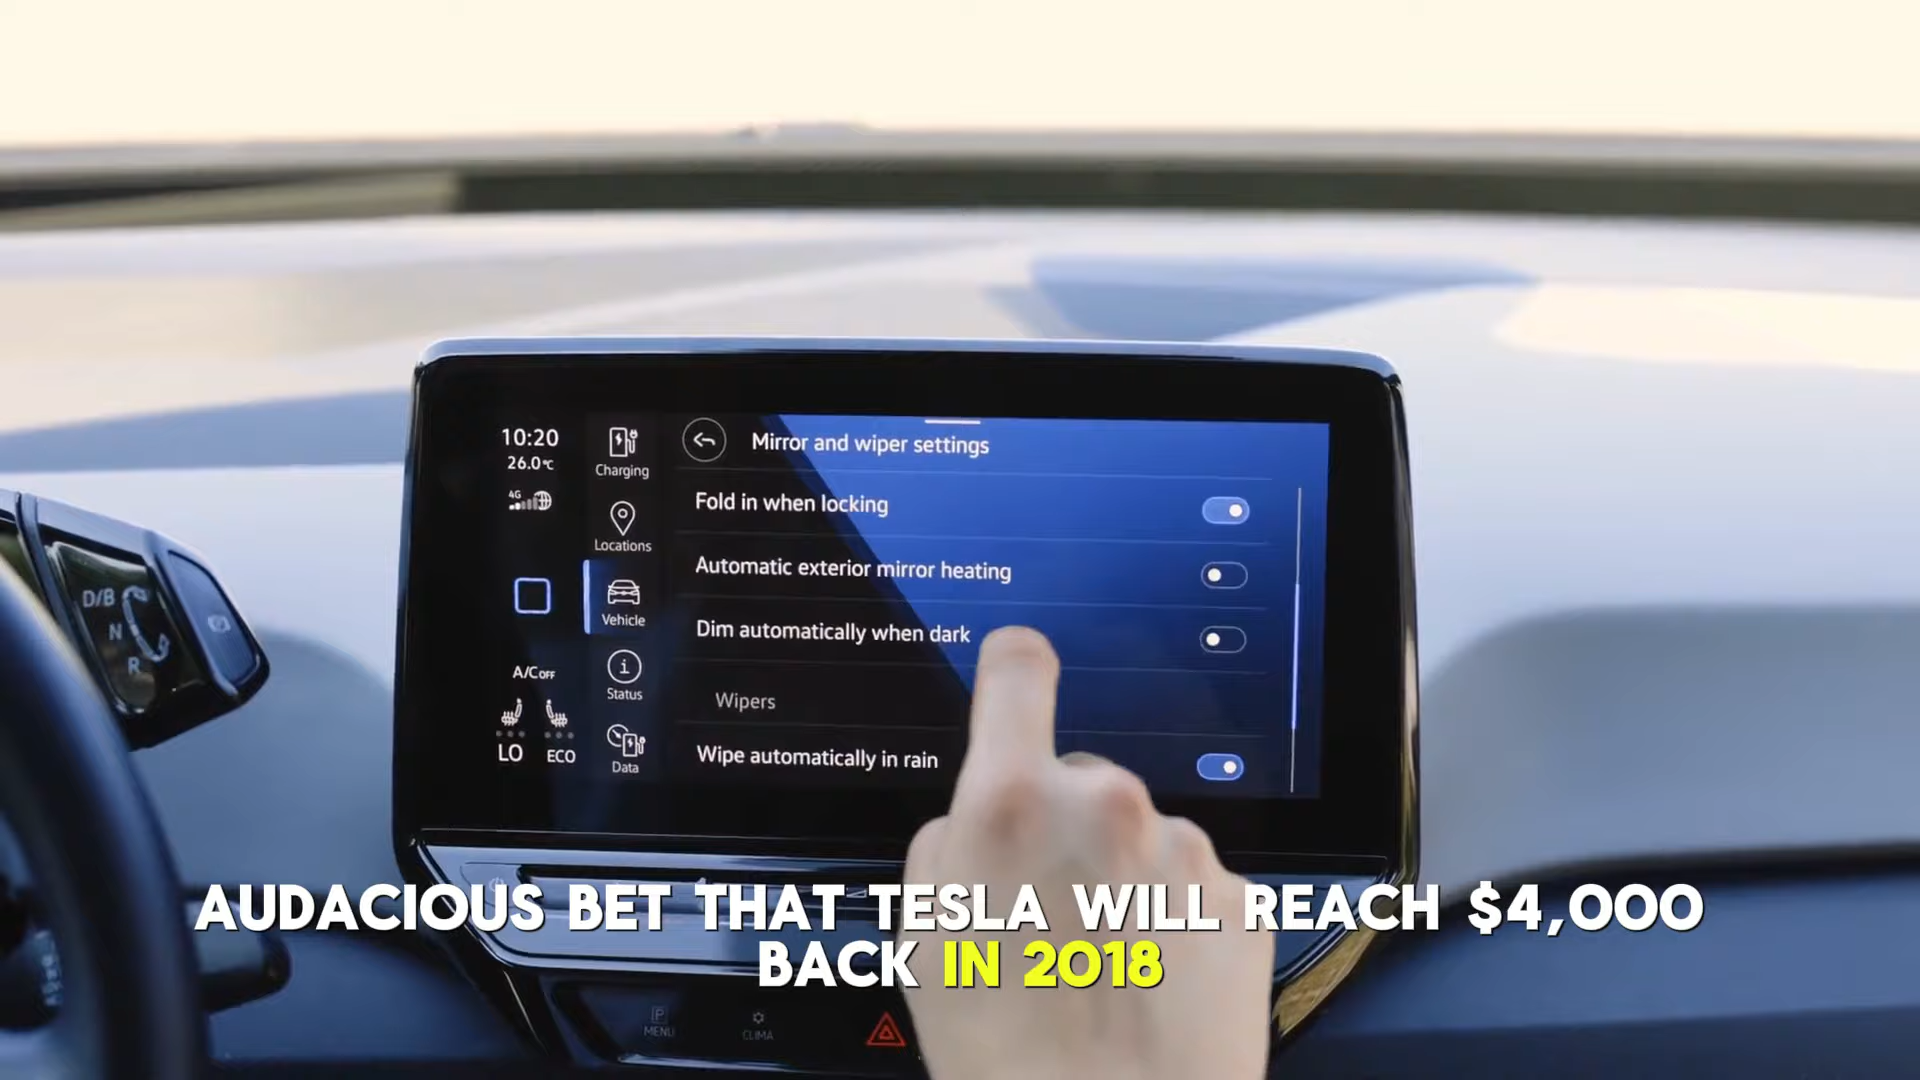 10:20
26.0°C
4G
Charging
Locations
Vehicle
Status
Data
A/C OFF
LO
ECO
Mirror and wiper settings
Fold in when locking
Automatic exterior mirror heating
Dim automatically when dark
Wipers
Wipe automatically in rain
D/B
N
R
P
MENU
CLIMA
AUDACIOUS BET THAT TESLA WILL REACH $4,000
BACK IN 2018